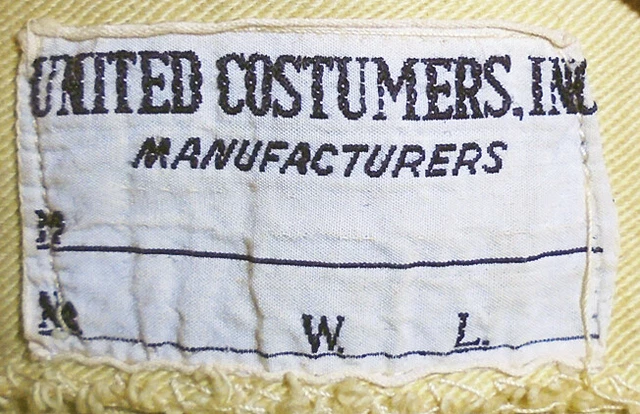 UNITED COSTUMERS, INC
MANUFACTURERS
No W. L.